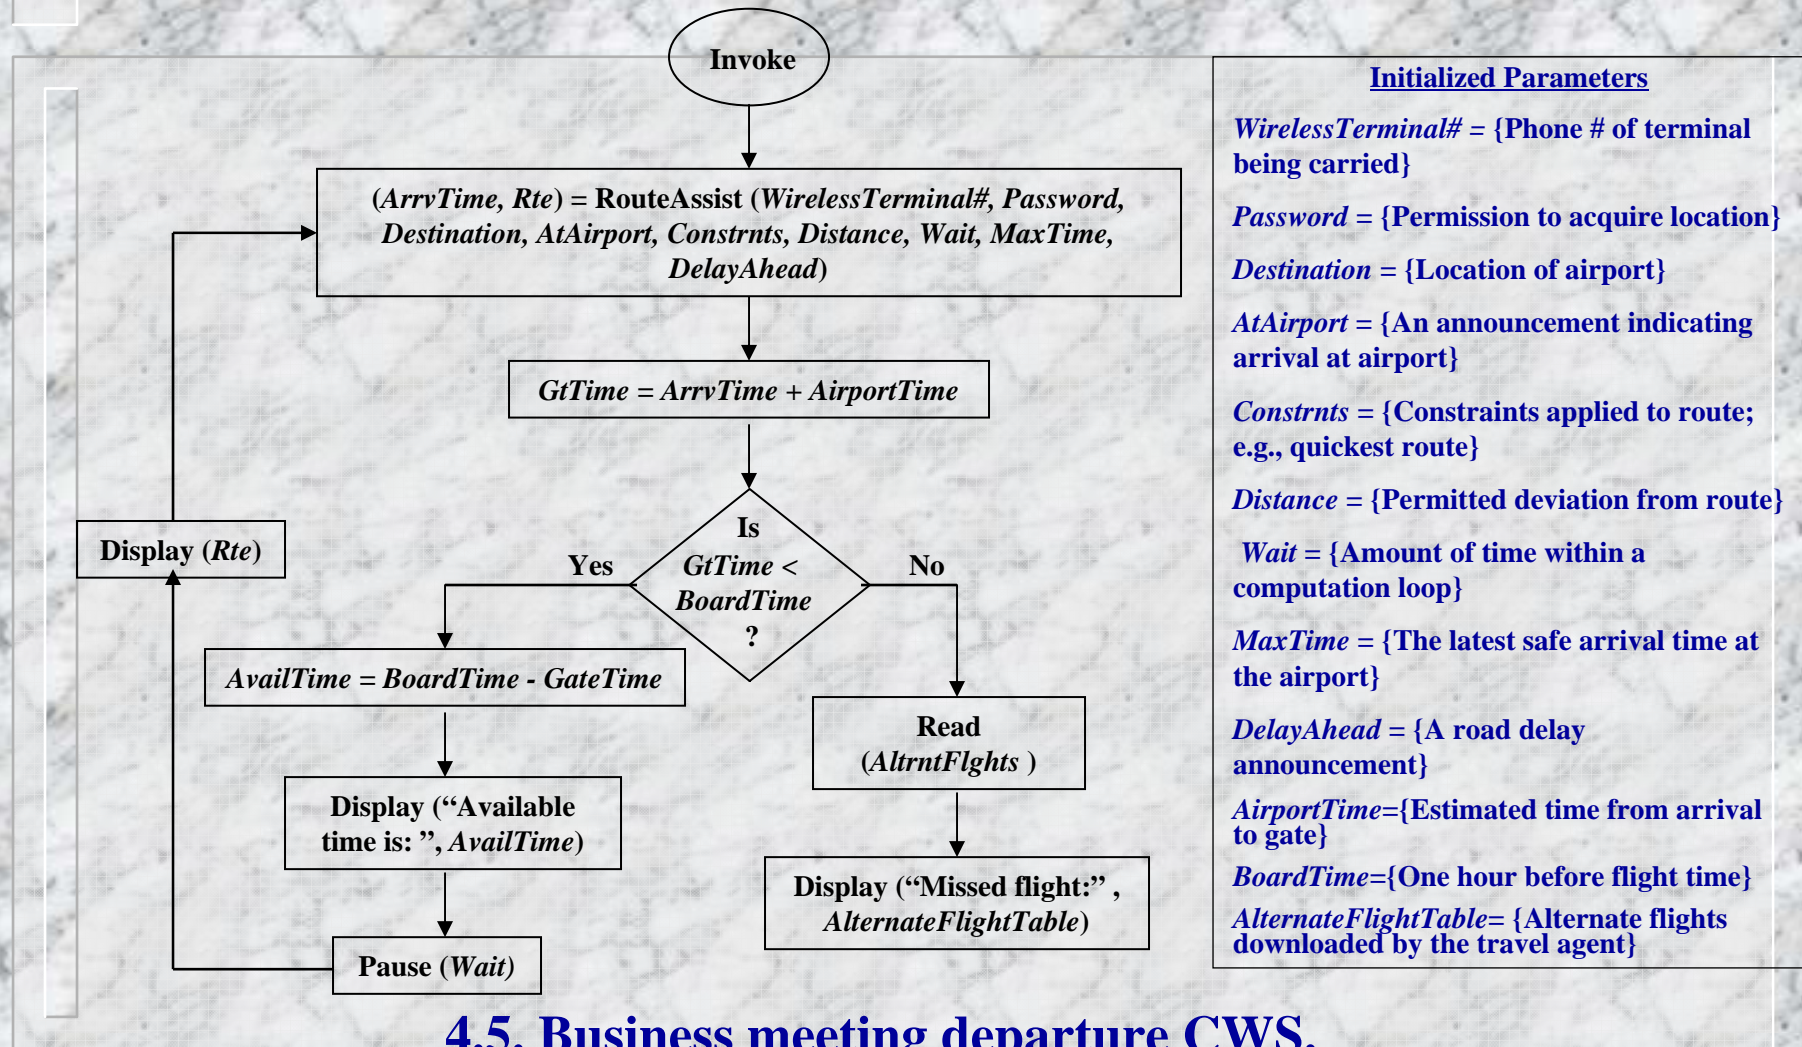 Invoke
(ArrvTime, Rte) = RouteAssist (WirelessTerminal#, Password,
Destination, AtAirport, Constrnts, Distance, Wait, MaxTime,
DelayAhead)
GtTime = ArrvTime + AirportTime
Is
GtTime <
BoardTime
?
Yes
No
AvailTime = BoardTime - GateTime
Display (“Available
time is: ”, AvailTime)
Pause (Wait)
Display (Rte)
Read
(AltrntFlghts )
Display (“Missed flight:” ,
AlternateFlightTable)
Initialized Parameters
WirelessTerminal# = {Phone # of terminal
being carried}
Password = {Permission to acquire location}
Destination = {Location of airport}
AtAirport = {An announcement indicating
arrival at airport}
Constrnts = {Constraints applied to route;
e.g., quickest route}
Distance = {Permitted deviation from route}
Wait = {Amount of time within a
computation loop}
MaxTime = {The latest safe arrival time at
the airport}
DelayAhead = {A road delay
announcement}
AirportTime={Estimated time from arrival
to gate}
BoardTime={One hour before flight time}
AlternateFlightTable= {Alternate flights
downloaded by the travel agent}
4.5. Business meeting departure CWS.